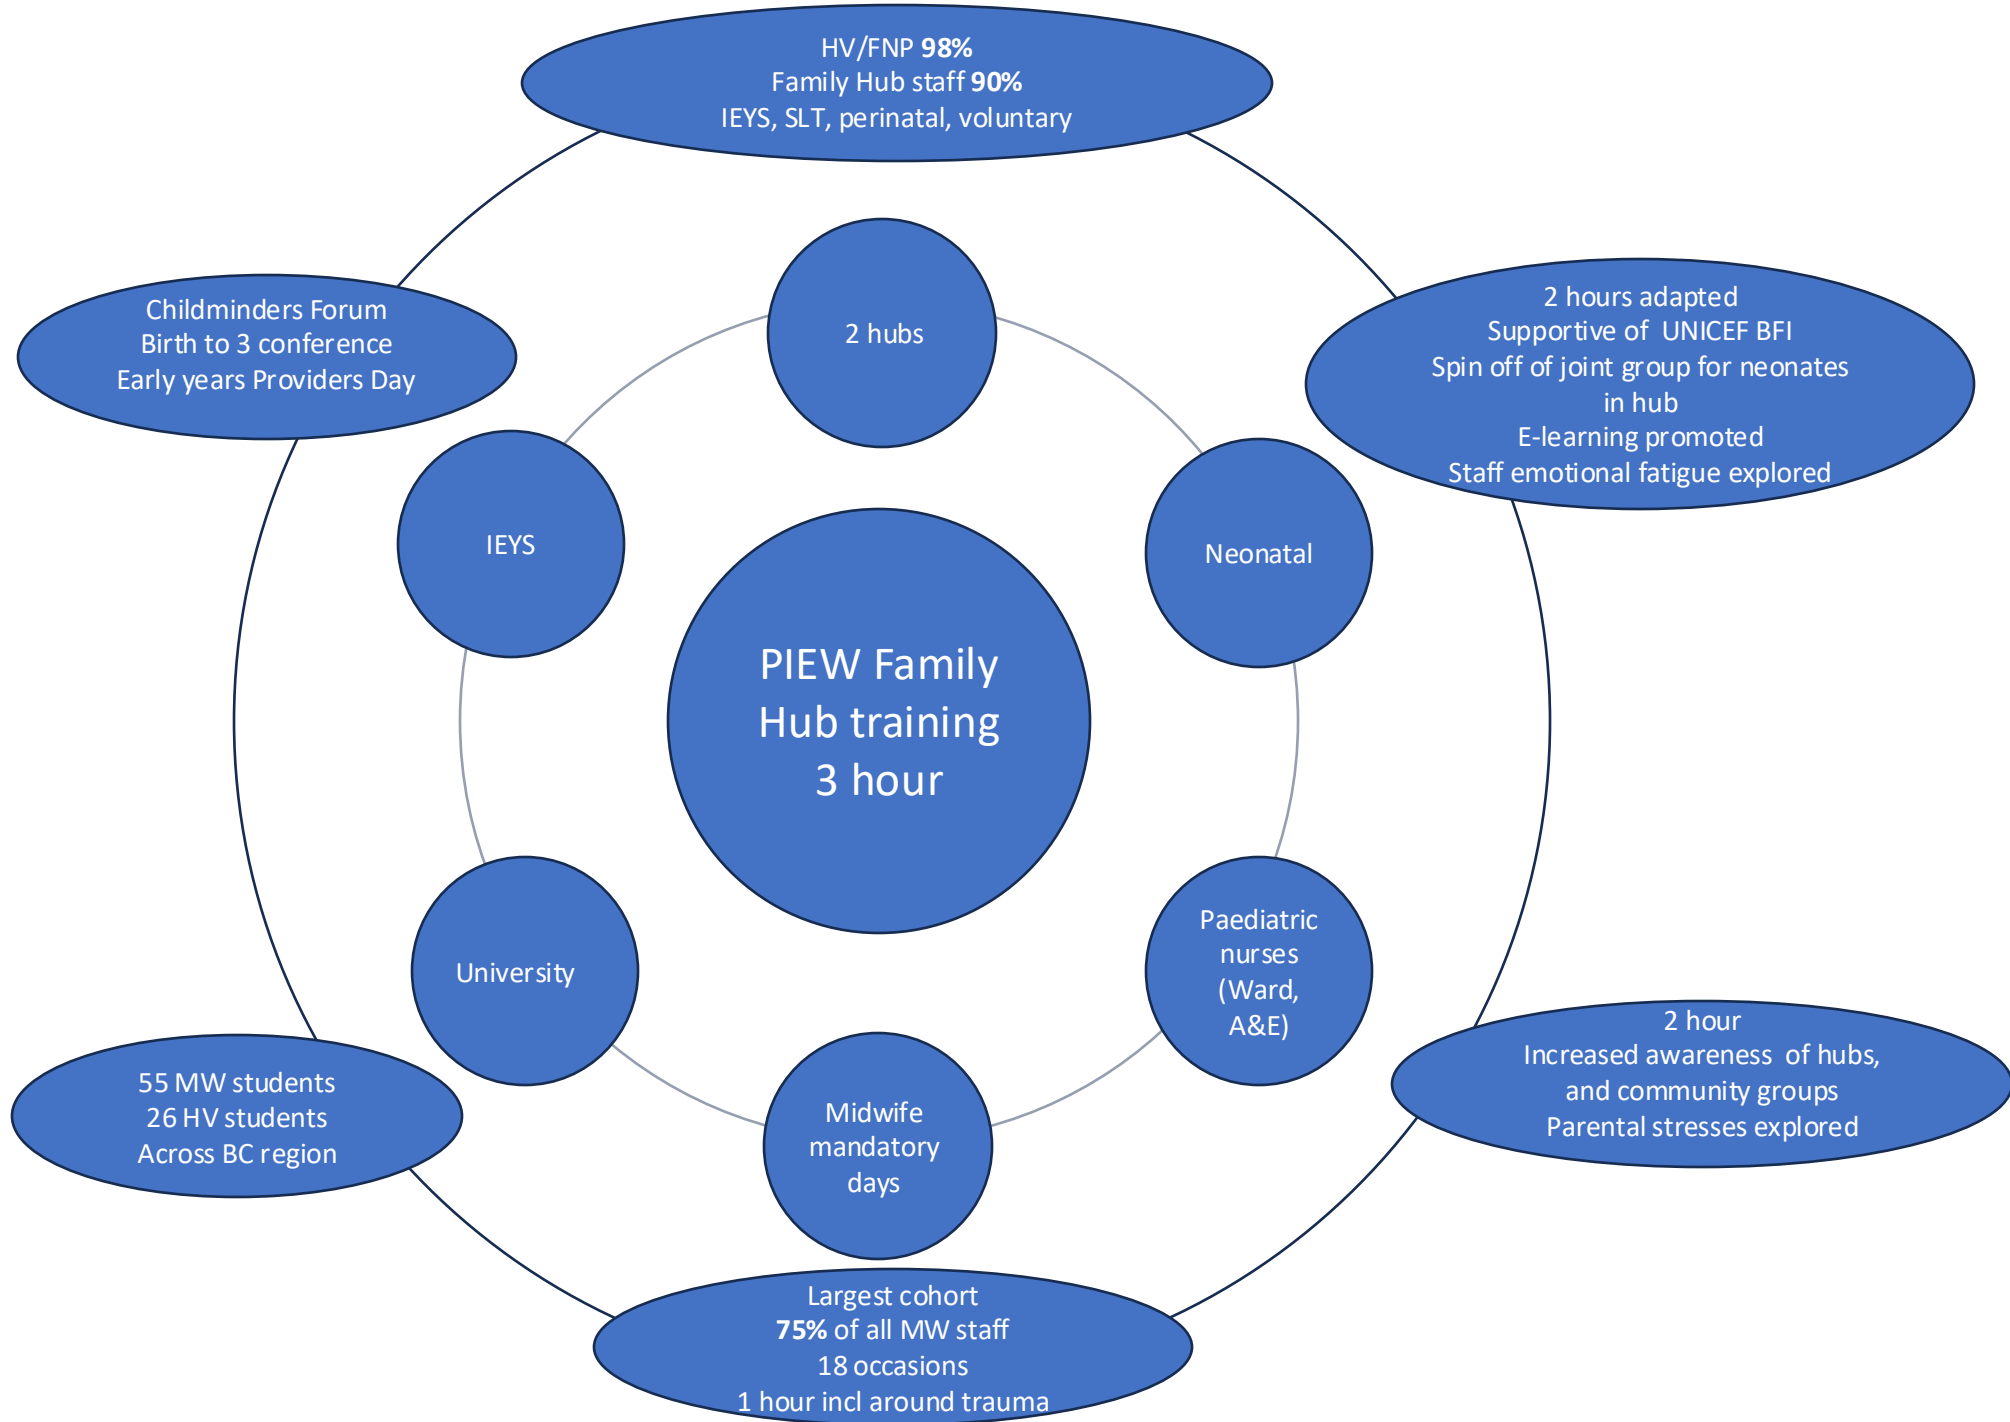 HV/FNP 98%
Family Hub staff 90%
IEYS, SLT, perinatal, voluntary
2 hubs
Childminders Forum
Birth to 3 conference
Early years Providers Day
2 hours adapted
Supportive of UNICEF BFI
Spin off of joint group for neonates
in hub
E-learning promoted
Staff emotional fatigue explored
IEYS
Neonatal
PIEW Family
Hub training
3 hour
University
Paediatric
nurses
(Ward,
A&E)
55 MW students
26 HV students
Across BC region
Midwife
mandatory
days
2 hour
Increased awareness of hubs,
and community groups
Parental stresses explored
Largest cohort
75% of all MW staff
18 occasions
1 hour incl around trauma